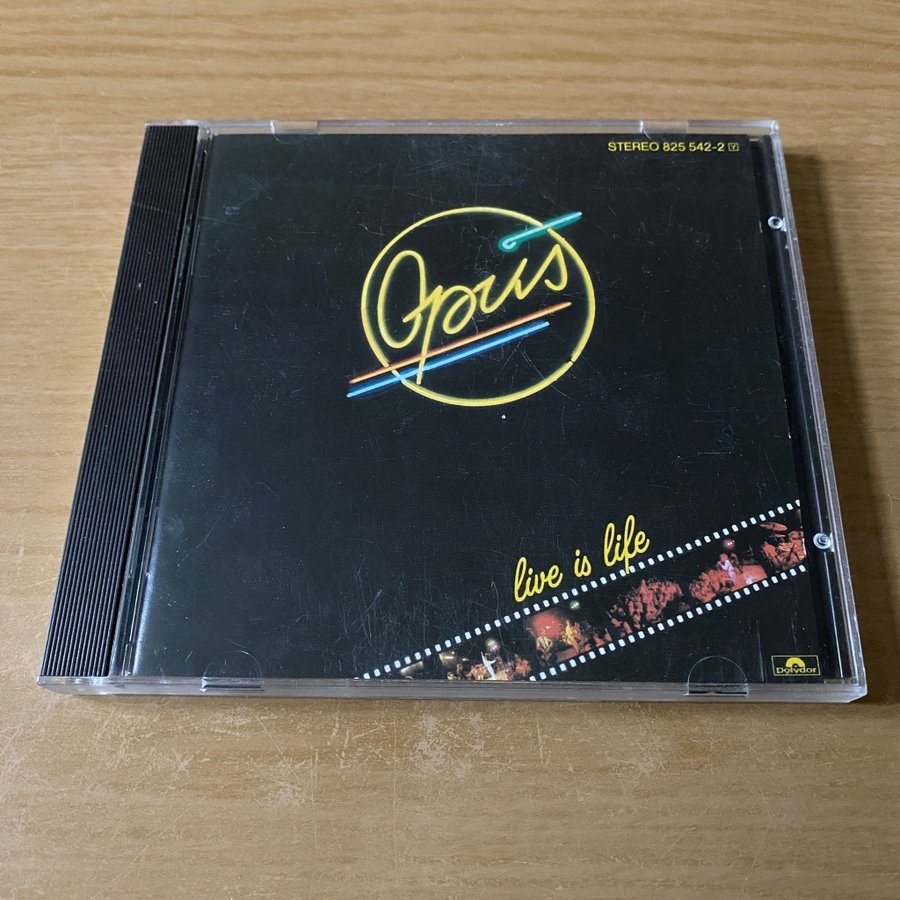 STEREO 825 542-2 Y
Opus
live is life
Polydor